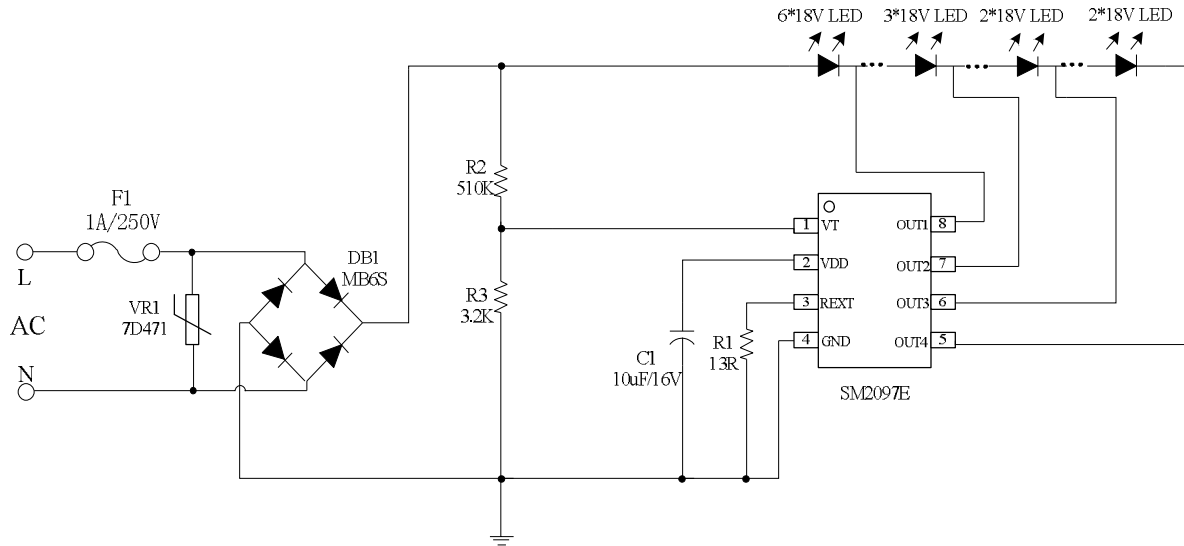 6*18V LED
3*18V LED
2*18V LED
2*18V LED
R2
510K
F1
1A/250V
1
VT
OUT1
8
L
DB1
MB6S
2
VDD
OUT2
7
R3
3.2K
VR1
7D471
AC
3
REXT
OUT3
6
4
GND
OUT4
5
R1
13R
C1
10uF/16V
N
SM2097E